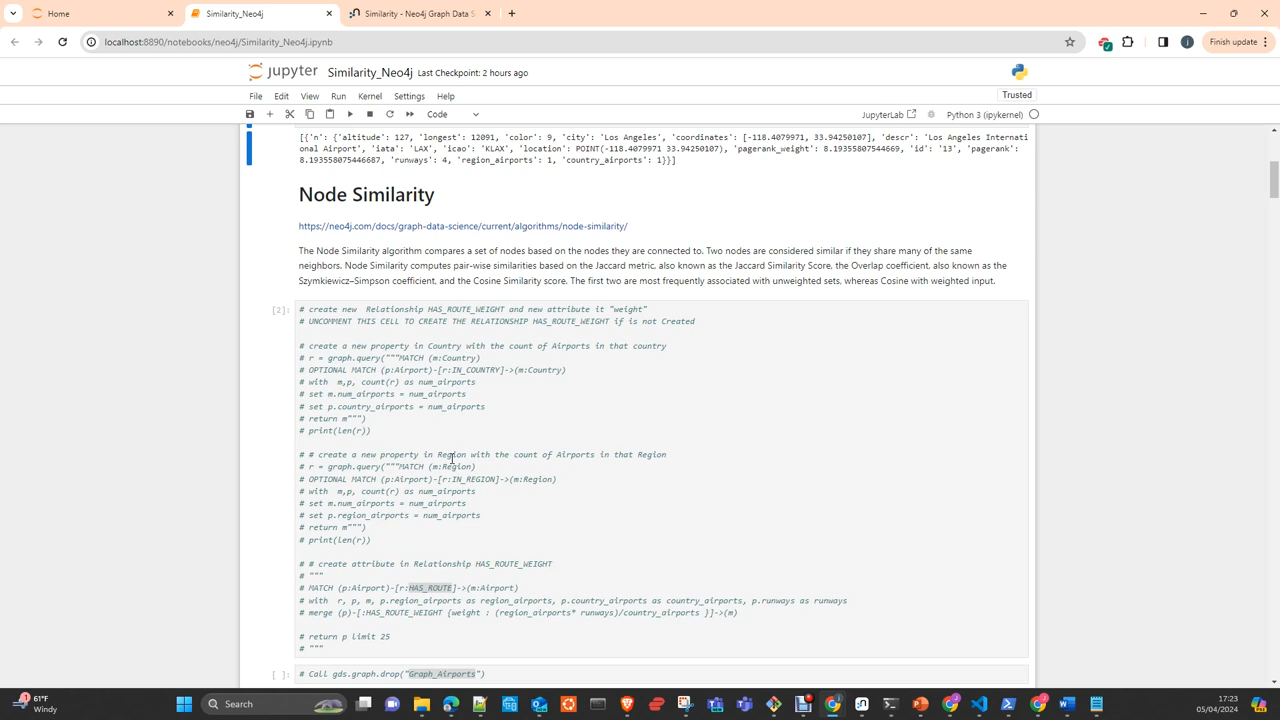 Home
Similarity_Neo4j
Similarity - Neo4j Graph Data S
localhost:8890/notebooks/neo4j/Similarity_Neo4j.ipynb
Finish update
jupyter Similarity_Neo4j Last Checkpoint: 2 hours ago
File Edit View Run Kernel Settings Help
Trusted
Code
JupyterLab Python 3 (ipykernel)
[{'n': {'altitude': 127, 'longest': 12091, 'color': 9, 'city': 'Los Angeles', 'coordinates': [-118.4079971, 33.94250107], 'descr': 'Los Angeles Internati
onal Airport', 'iata': 'LAX', 'icao': 'KLAX', 'location': POINT(-118.4079971 33.94250107), 'pagerank_weight': 8.19355807544669, 'id': '13', 'pagerank':
8.193558075446687, 'runways': 4, 'region_airports': 1, 'country_airports': 1}}]
Node Similarity
https://neo4j.com/docs/graph-data-science/current/algorithms/node-similarity/
The Node Similarity algorithm compares a set of nodes based on the nodes they are connected to. Two nodes are considered similar if they share many of the same
neighbors. Node Similarity computes pair-wise similarities based on the Jaccard metric, also known as the Jaccard Similarity Score, the Overlap coefficient, also known as the
Szymkiewicz–Simpson coefficient, and the Cosine Similarity score. The first two are most frequently associated with unweighted sets, whereas Cosine with weighted input.
[2]: # create new  Relationship HAS_ROUTE_WEIGHT and new attribute it "weight"
# UNCOMMENT THIS CELL TO CREATE THE RELATIONSHIP HAS_ROUTE_WEIGHT if is not Created
# create a new property in Country with the count of Airports in that country
# r = graph.query("""MATCH (m:Country)
# OPTIONAL MATCH (p:Airport)-[r:IN_COUNTRY]->(m:Country)
# with  m,p, count(r) as num_airports
# set m.num_airports = num_airports
# set p.country_airports = num_airports
# return m""")
# print(len(r))
# # create a new property in Region with the count of Airports in that Region
# r = graph.query("""MATCH (m:Region)
# OPTIONAL MATCH (p:Airport)-[r:IN_REGION]->(m:Region)
# with  m,p, count(r) as num_airports
# set m.num_airports = num_airports
# set p.region_airports = num_airports
# return m""")
# print(len(r))
# # create attribute in Relationship HAS_ROUTE_WEIGHT
# """
# MATCH (p:Airport)-[r:HAS_ROUTE]->(m:Airport)
# with  r, p, m, p.region_airports as region_airports, p.country_airports as country_airports, p.runways as runways
# merge (p)-[:HAS_ROUTE_WEIGHT {weight : (region_airports* runways)/country_airports }]->(m)
# return p limit 25
# """
[ ]: # Call gds.graph.drop("Graph_Airports")
61°F
Windy
Search
17:23
05/04/2024